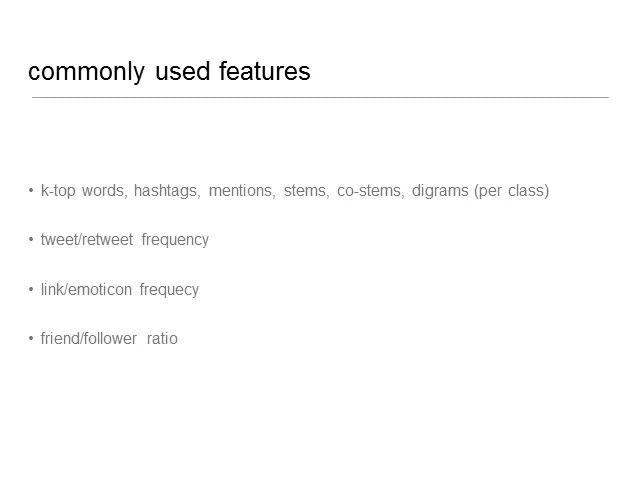 commonly used features
• k-top words, hashtags, mentions, stems, co-stems, digrams (per class)
• tweet/retweet frequency
• link/emoticon frequecy
• friend/follower ratio